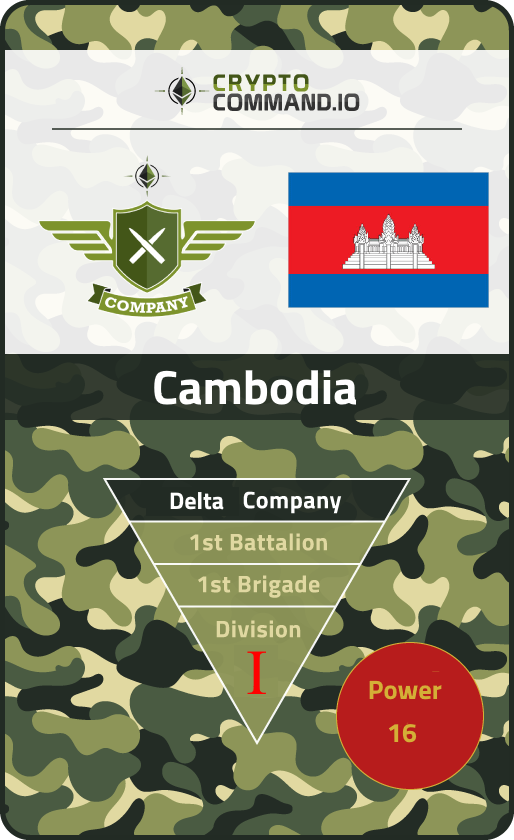 CRYPTO
COMMAND.IO
COMPANY
Cambodia
Delta Company
1st Battalion
1st Brigade
Division
I
Power
16